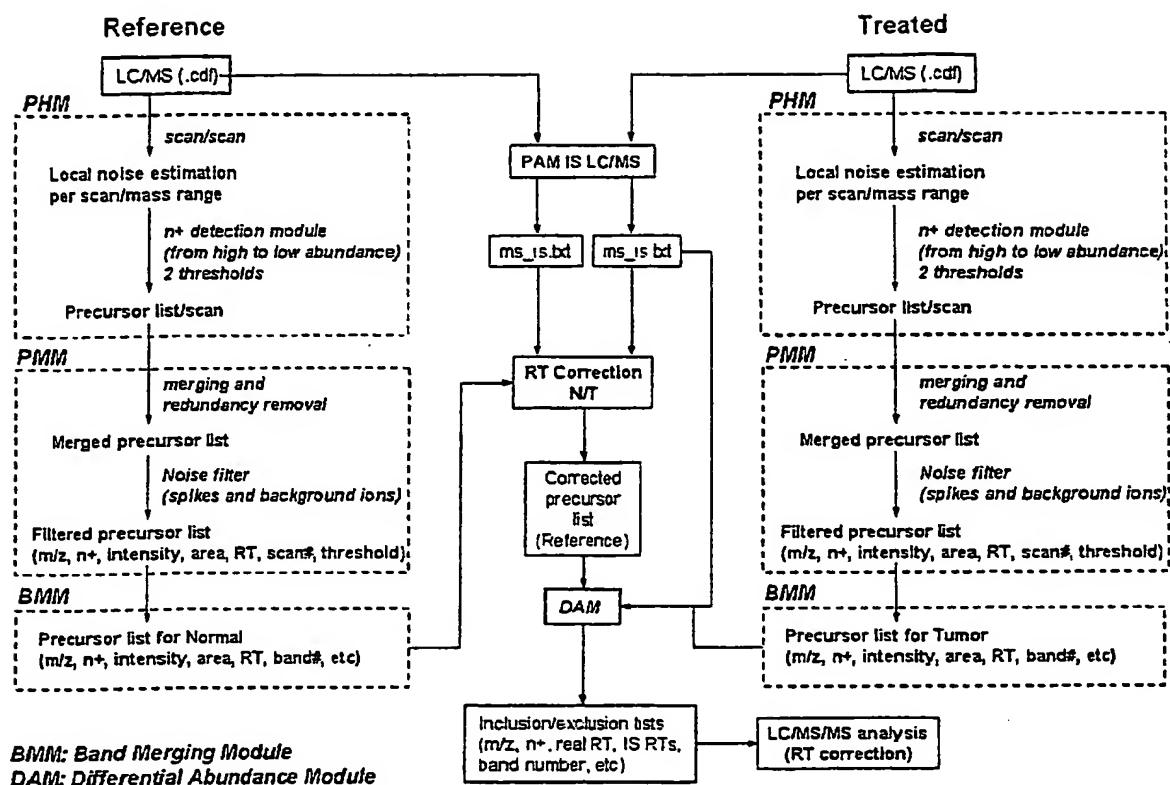 Reference
Treated
LC/MS (.cdf)
LC/MS (.cdf)
PHM
scan/scan
Local noise estimation
per scan/mass range
n+ detection module
(from high to low abundance)
2 thresholds
Precursor list/scan
PMM
merging and
redundancy removal
Merged precursor list
Noise filter
(spikes and background ions)
Filtered precursor list
(m/z, n+, intensity, area, RT, scan#, threshold)
BMM
Precursor list for Normal
(m/z, n+, intensity, area, RT, band#, etc)
PAM IS LC/MS
ms_is.txt
ms_is.txt
RT Correction
N/T
Corrected
precursor
list
(Reference)
DAM
Inclusion/exclusion lists
(m/z, n+, real RT, IS RTs,
band number, etc)
LC/MS/MS analysis
(RT correction)
PHM
scan/scan
Local noise estimation
per scan/mass range
n+ detection module
(from high to low abundance)
2 thresholds
Precursor list/scan
PMM
merging and
redundancy removal
Merged precursor list
Noise filter
(spikes and background ions)
Filtered precursor list
(m/z, n+, intensity, area, RT, scan#, threshold)
BMM
Precursor list for Tumor
(m/z, n+, intensity, area, RT, band#, etc)
BMM: Band Merging Module
DAM: Differential Abundance Module